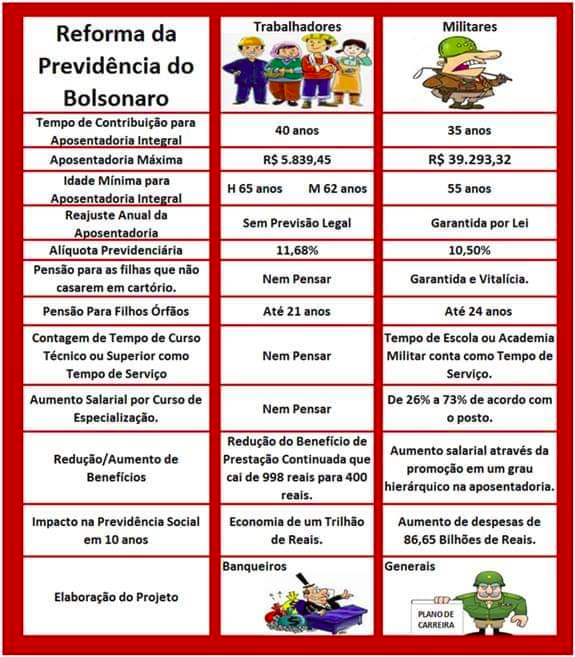 Reforma da
Previdência do
Bolsonaro
Trabalhadores
Militares
Tempo de Contribuição para
Aposentadoria Integral
40 anos
35 anos
Aposentadoria Máxima
R$ 5.839,45
R$ 39.293,32
Idade Mínima para
Aposentadoria Integral
H 65 anos M 62 anos
55 anos
Reajuste Anual da
Aposentadoria
Sem Previsão Legal
Garantida por Lei
Alíquota Previdenciária
11,68%
10,50%
Pensão para as filhas que não
casarem em cartório.
Nem Pensar
Garantida e Vitalícia.
Pensão Para Filhos Órfãos
Até 21 anos
Até 24 anos
Contagem de Tempo de Curso
Técnico ou Superior como
Tempo de Serviço
Nem Pensar
Tempo de Escola ou Academia
Militar conta como Tempo de
Serviço.
Aumento Salarial por Curso de
Especialização.
Nem Pensar
De 26% a 73% de acordo com
o posto.
Redução/Aumento de
Benefícios
Redução do Benefício de
Prestação Continuada que
cai de 998 reais para 400
reais.
Aumento salarial através da
promoção em um grau
hierárquico na aposentadoria.
Impacto na Previdência Social
em 10 anos
Economia de um Trilhão
de Reais.
Aumento de despesas de
86,65 Bilhões de Reais.
Elaboração do Projeto
Banqueiros
Generais
PLANO DE
CARREIRA